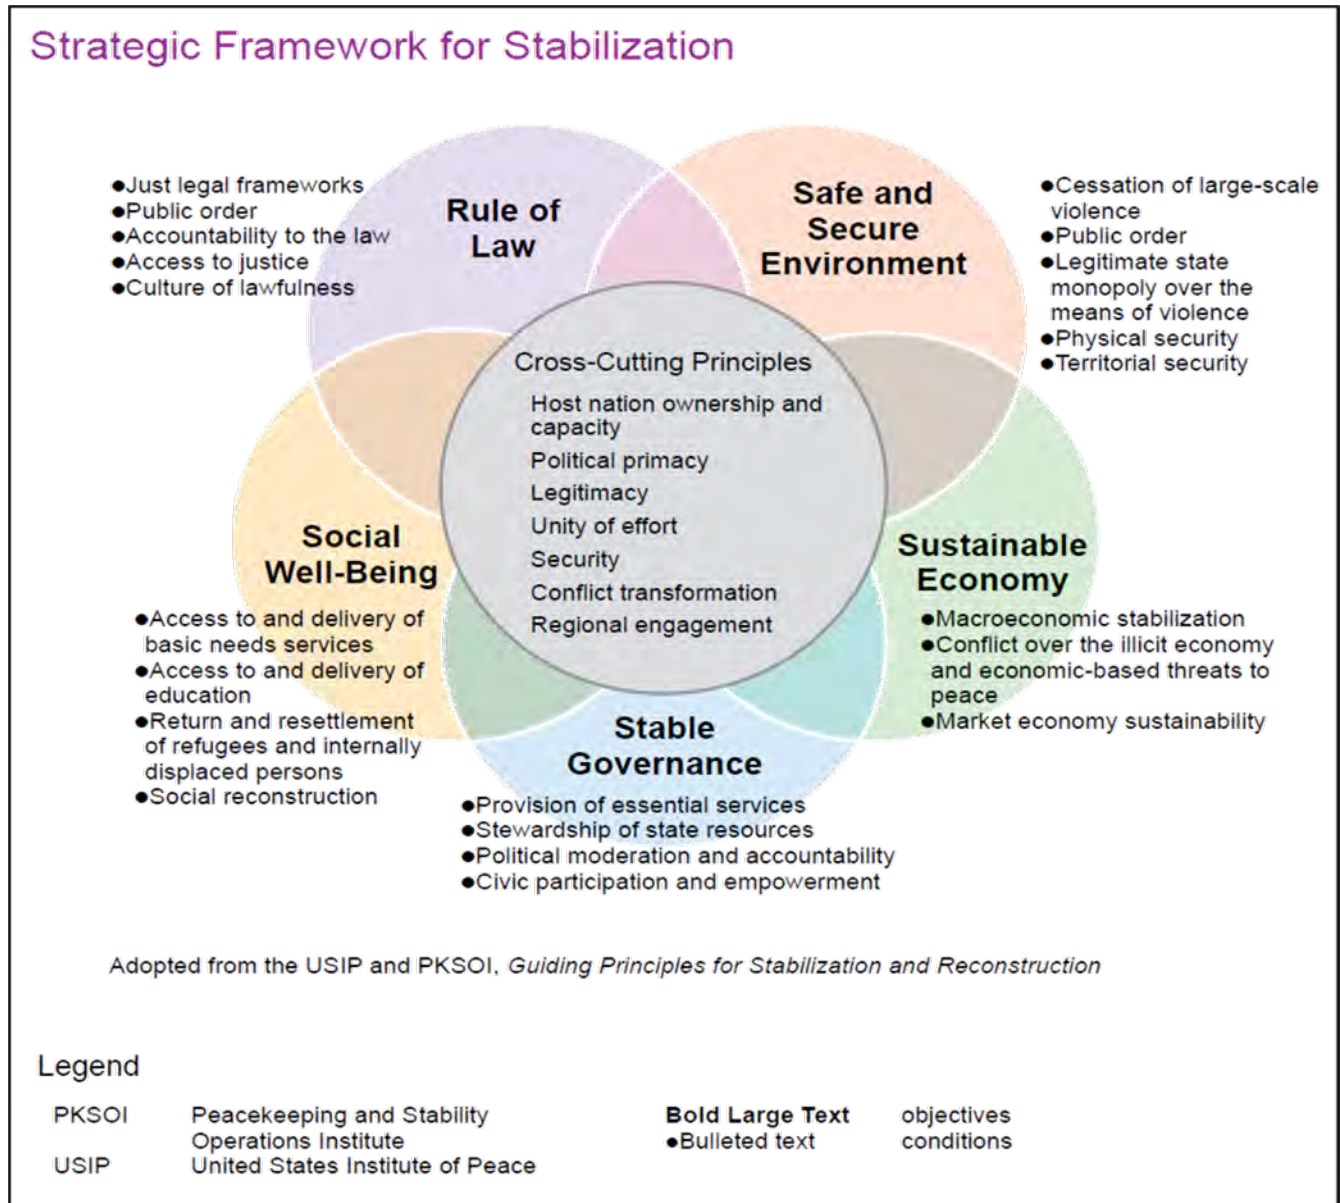 Strategic Framework for Stabilization
●Just legal frameworks
●Public order
●Accountability to the law
●Access to justice
●Culture of lawfulness
Rule of
Law
Safe and
Secure
Environment
●Cessation of large-scale
violence
●Public order
●Legitimate state
monopoly over the
means of violence
●Physical security
●Territorial security
Cross-Cutting Principles
Host nation ownership and
capacity
Political primacy
Legitimacy
Unity of effort
Security
Conflict transformation
Regional engagement
Social
Well-Being
●Access to and delivery of
basic needs services
●Access to and delivery of
education
●Return and resettlement
of refugees and internally
displaced persons
●Social reconstruction
Sustainable
Economy
●Macroeconomic stabilization
●Conflict over the illicit economy
and economic-based threats to
peace
●Market economy sustainability
Stable
Governance
●Provision of essential services
●Stewardship of state resources
●Political moderation and accountability
●Civic participation and empowerment
Adopted from the USIP and PKSOI, Guiding Principles for Stabilization and Reconstruction
Legend
PKSOI Peacekeeping and Stability
Operations Institute
USIP United States Institute of Peace
Bold Large Text objectives
●Bulleted text conditions